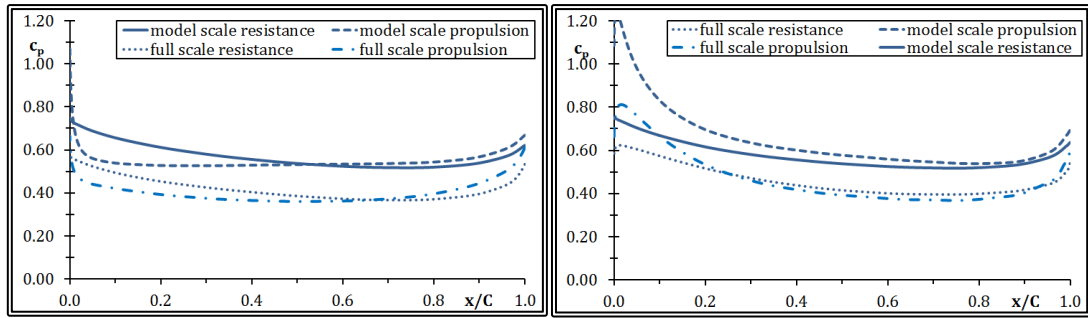 1.20
cp
1.00
0.80
0.60
0.40
0.20
0.00
model scale resistance
model scale propulsion
full scale resistance
full scale propulsion
0.0
0.2
0.4
0.6
0.8
x/C
1.0
1.20
cp
1.00
0.80
0.60
0.40
0.20
0.00
full scale resistance
model scale propulsion
full scale propulsion
model scale resistance
0.0
0.2
0.4
0.6
0.8
x/C
1.0